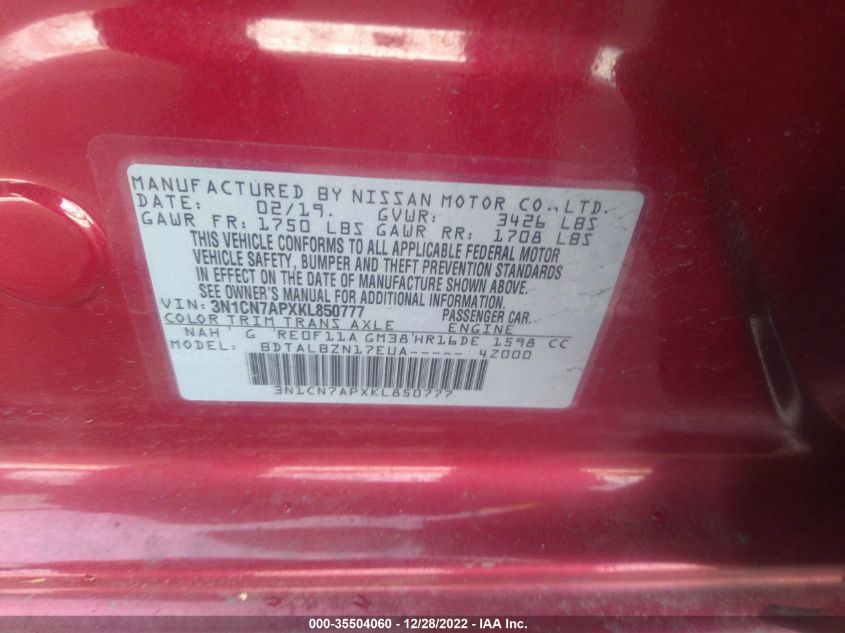 MANUFACTURED BY NISSAN MOTOR CO., LTD.
DATE: 02/19. GVWR: 3426 LBS
GAWR FR: 1750 LBS GAWR RR: 1708 LBS
THIS VEHICLE CONFORMS TO ALL APPLICABLE FEDERAL MOTOR
VEHICLE SAFETY, BUMPER AND THEFT PREVENTION STANDARDS
IN EFFECT ON THE DATE OF MANUFACTURE SHOWN ABOVE.
SEE OWNER'S MANUAL FOR ADDITIONAL INFORMATION.
VIN: 3N1CN7APXKL850777 PASSENGER CAR
COLOR TRIM TRANS AXLE ENGINE
NAH G RE0F11A GM38 HR16DE 1598 CC
MODEL: BDTALBZN17EUA----- 4Z000
3N1CN7APXKL850777
000-35504060 - 12/28/2022 - IAA Inc.